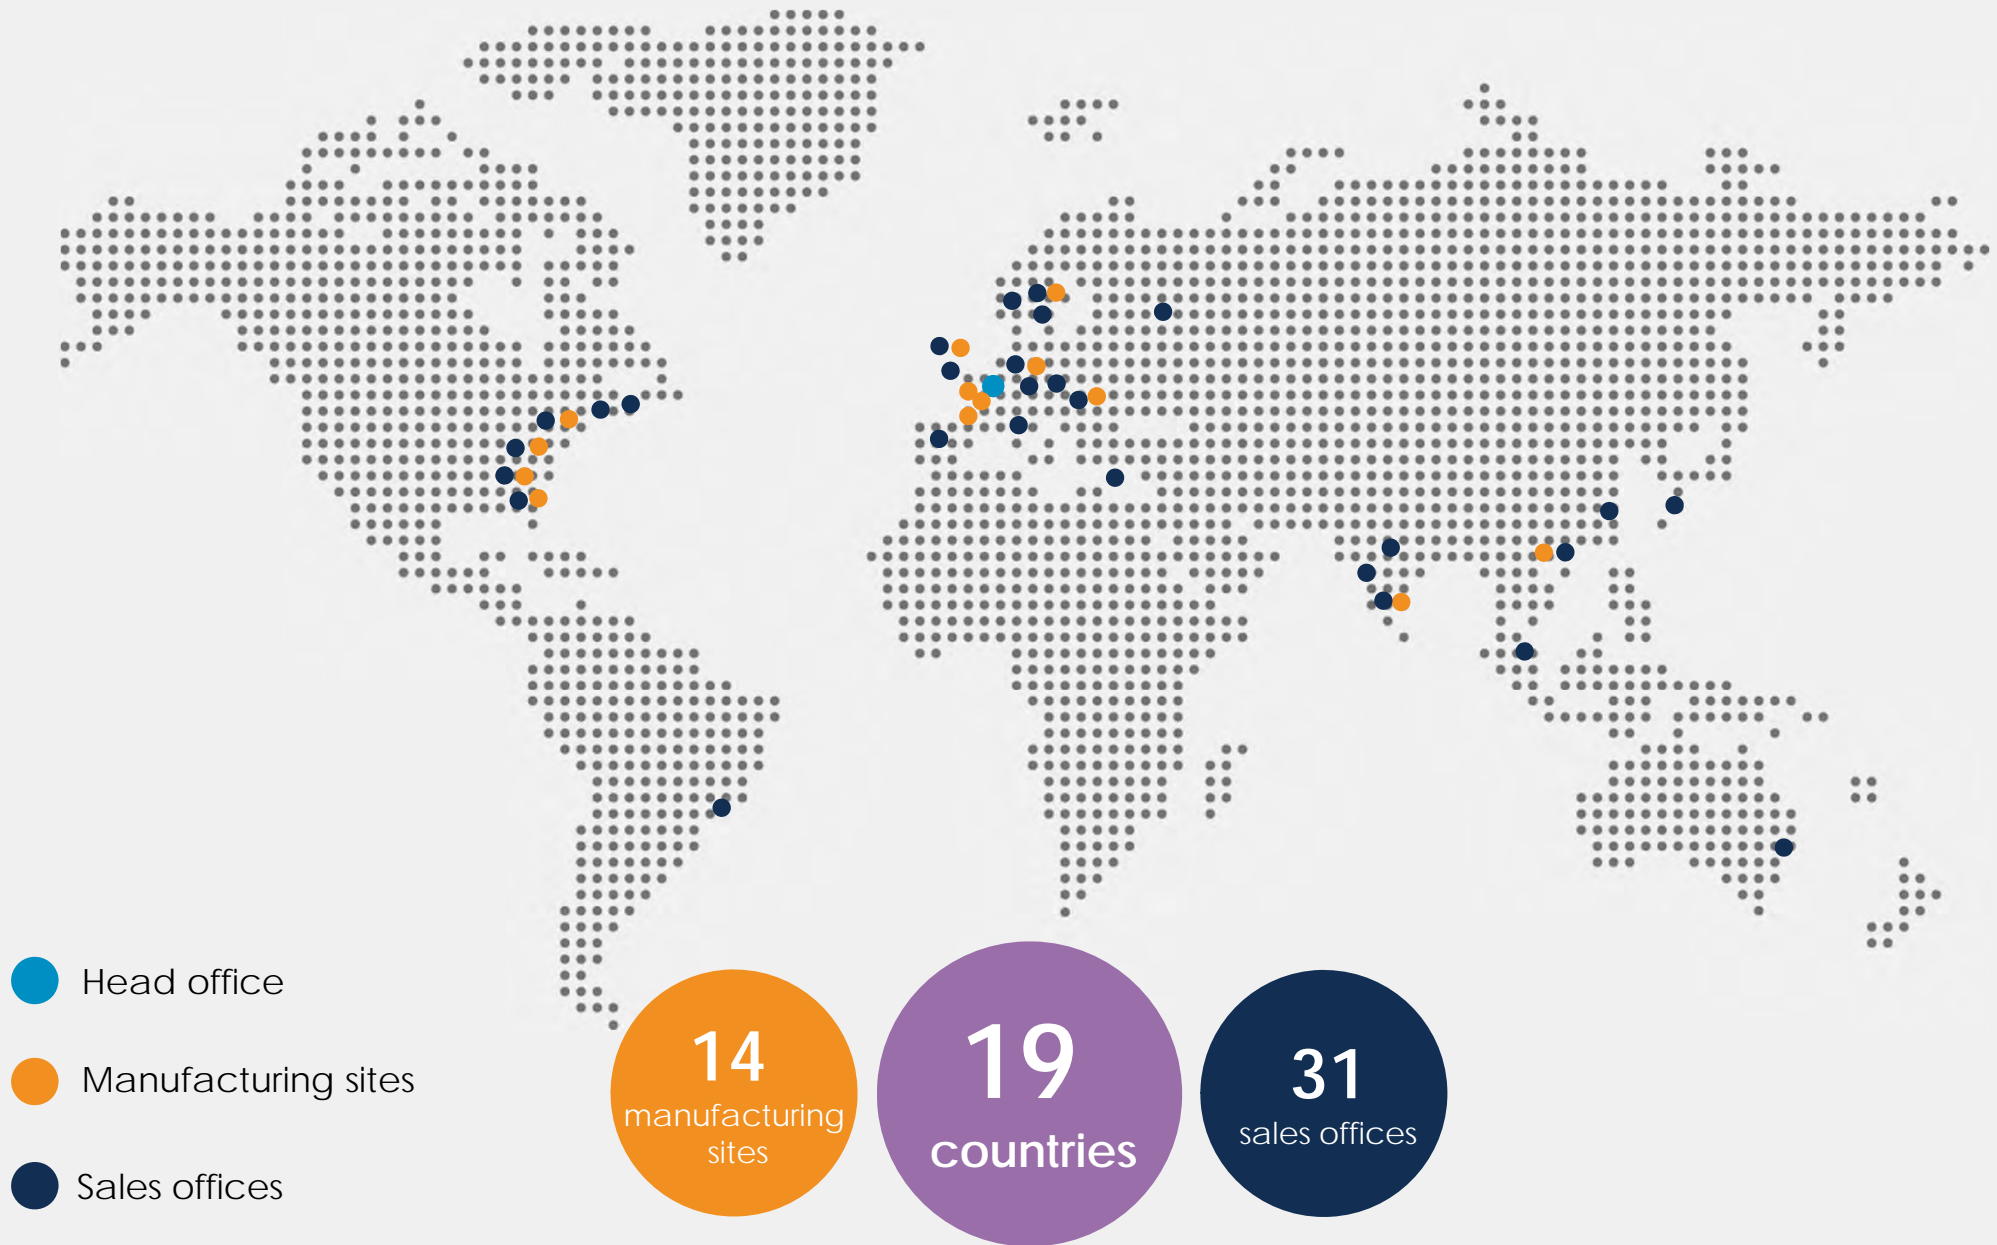 Head office
Manufacturing sites
Sales offices
14
manufacturing
sites
19
countries
31
sales offices